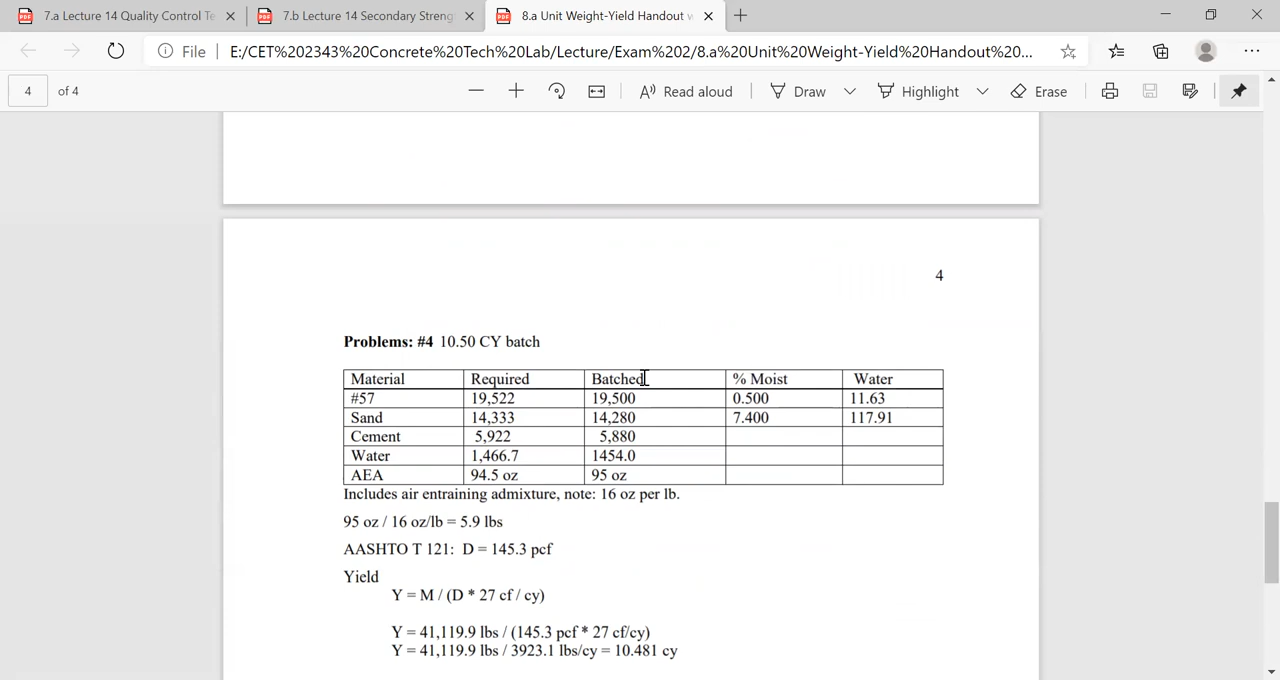 7.a Lecture 14 Quality Control Te
7.b Lecture 14 Secondary Streng
8.a Unit Weight-Yield Handout v
File
E:/CET%202343%20Concrete%20Tech%20Lab/Lecture/Exam%202/8.a%20Unit%20Weight-Yield%20Handout%20...
4 of 4
Read aloud Draw Highlight Erase
4
Problems: #4 10.50 CY batch
Material Required Batched % Moist Water
#57 19,522 19,500 0.500 11.63
Sand 14,333 14,280 7.400 117.91
Cement 5,922 5,880
Water 1,466.7 1454.0
AEA 94.5 oz 95 oz
Includes air entraining admixture, note: 16 oz per lb.
95 oz / 16 oz/lb = 5.9 lbs
AASHTO T 121: D = 145.3 pcf
Yield
Y = M / (D * 27 cf / cy)
Y = 41,119.9 lbs / (145.3 pcf * 27 cf/cy)
Y = 41,119.9 lbs / 3923.1 lbs/cy = 10.481 cy